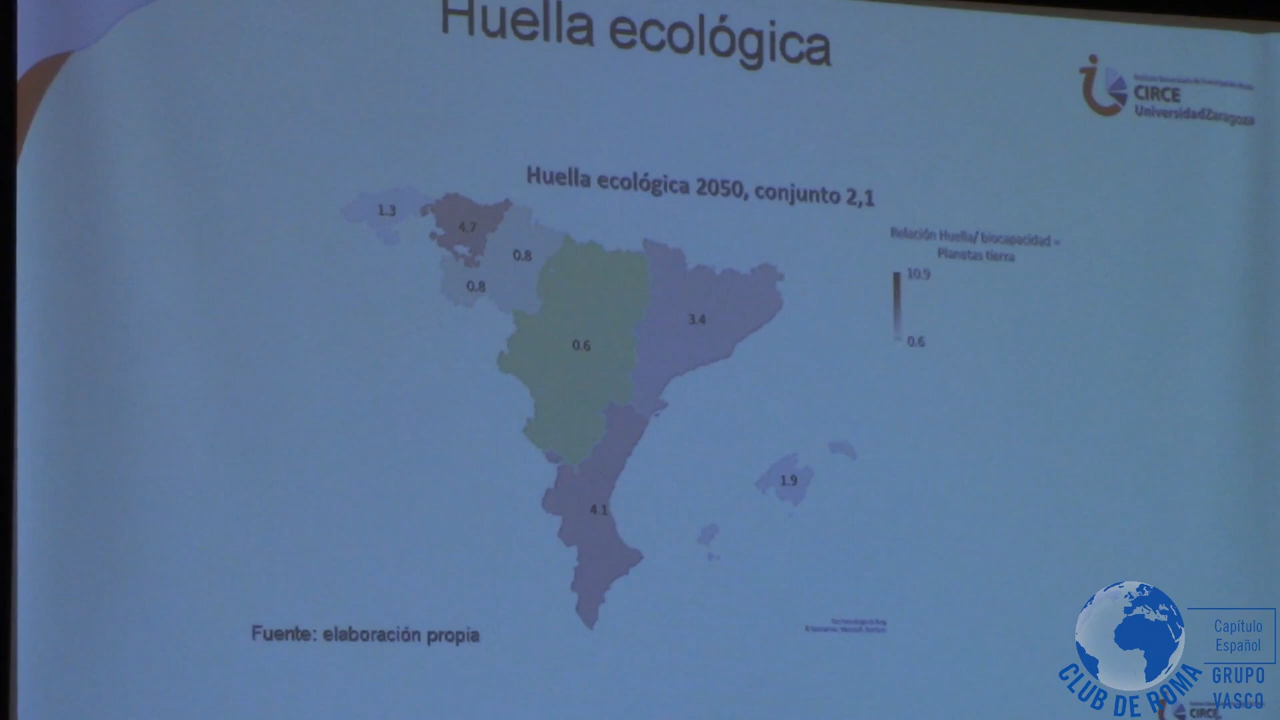 Huella ecológica
CIRCE
UniversidadZaragoza
Huella ecológica 2050, conjunto 2,1
Relación Huella/ biocapacidad =
Planetas tierra
10.9
0.6
1.3
4.7
0.8
0.8
0.6
3.4
4.1
1.9
Fuente: elaboración propia
Capítulo
Español
GRUPO
VASCO
CLUB DE ROMA
CIRCE